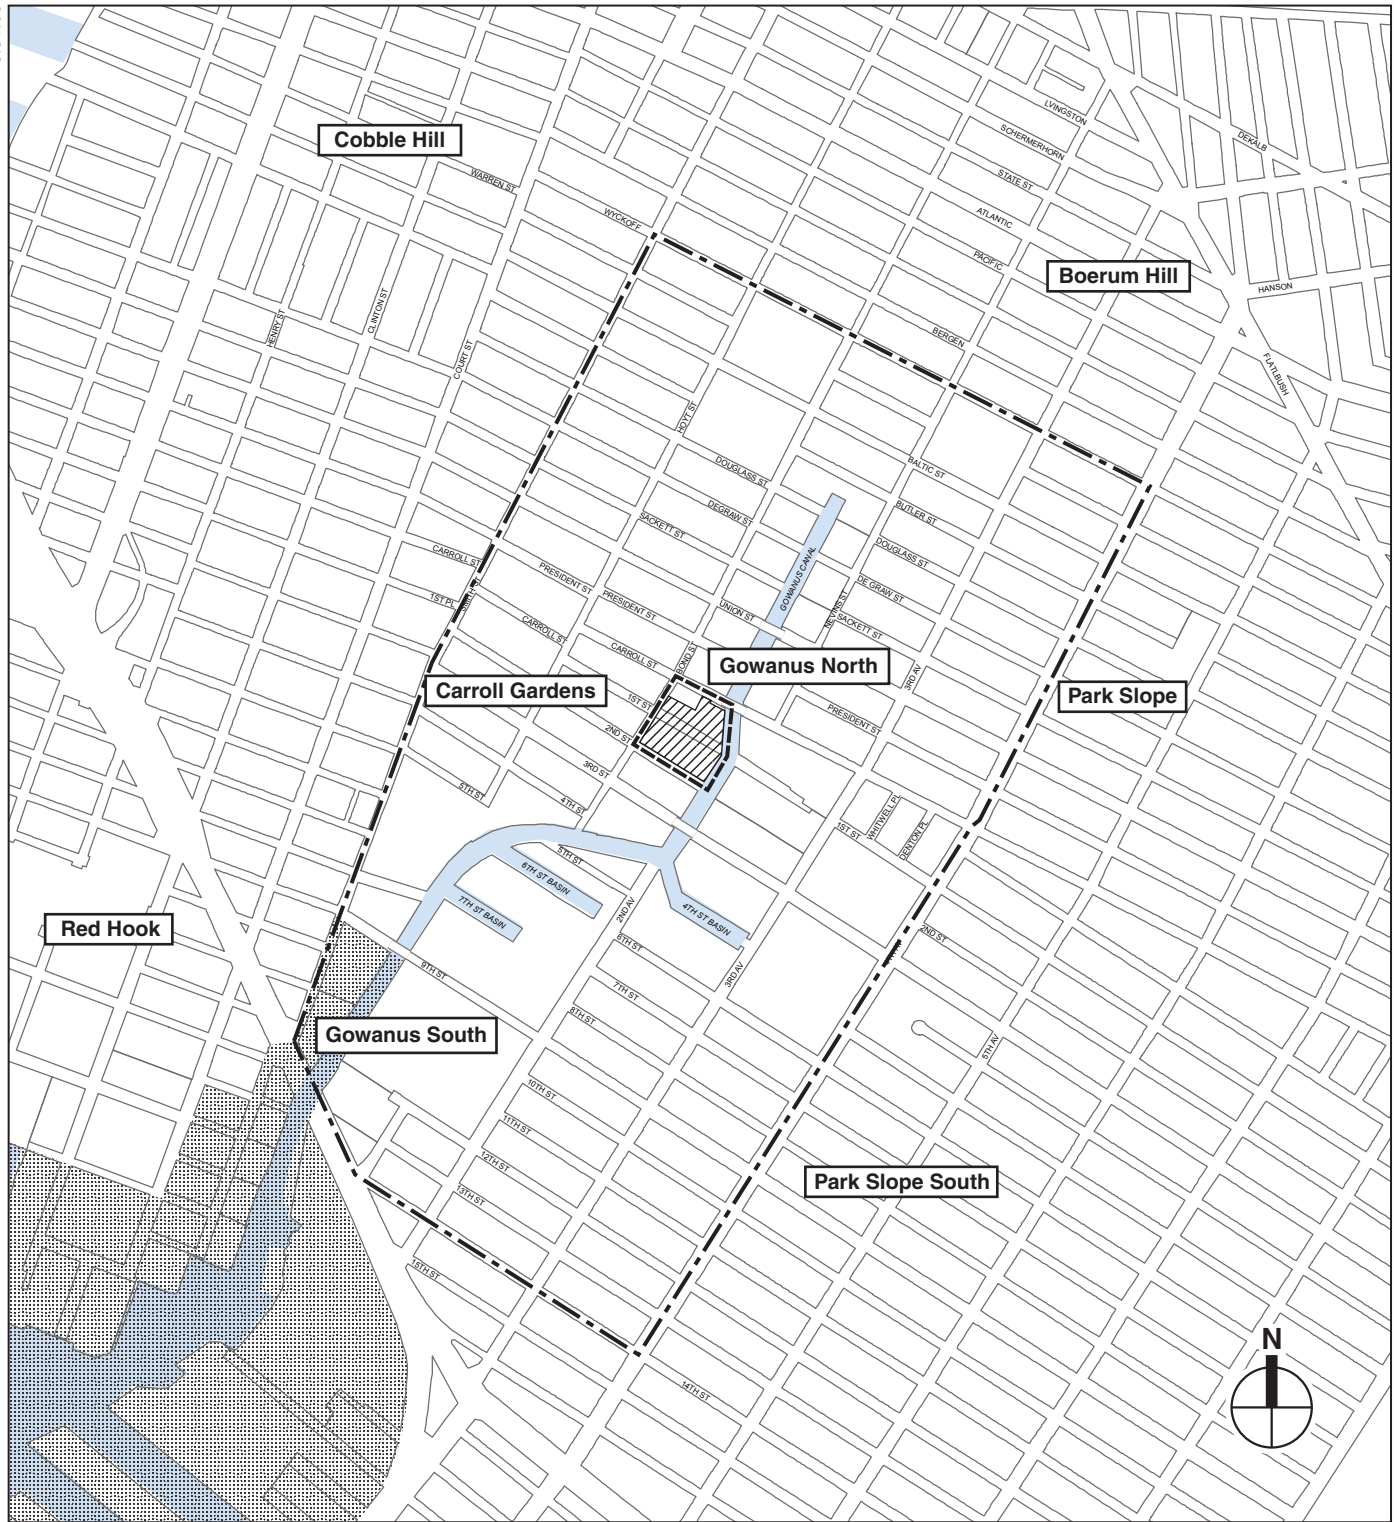 LVINGSTON
SCHERMERHORN
DEKALB
Cobble Hill
WARREN ST
STATE ST
WYCKOFF
ATLANTIC
PACIFIC
Boerum Hill
HANSON
HENRY ST
CLINTON ST
COURT ST
BERGEN
FLATBUSH
HOYT ST
DOUGLASS ST
BALTIC ST
DEGRAW ST
BUTLER ST
SACKETT ST
DOUGLASS ST
CARROLL ST
GOWANUS CANAL
PRESIDENT ST
DE GRAW ST
1ST PL
SMITH ST
PRESIDENT ST
UNION ST
NEVINS ST
SACKETT ST
CARROLL ST
CARROLL ST
BOND ST
Gowanus North
3RD AV
Carroll Gardens
Park Slope
1ST ST
PRESIDENT ST
2ND ST
3RD ST
5TH ST
4TH ST
WHITWELL PL
1ST ST
DENTON PL
5TH ST
6TH ST BASIN
7TH ST BASIN
2ND AV
4TH ST BASIN
Red Hook
2ND ST
6TH ST
9TH ST
3RD AV
7TH ST
8TH ST
Gowanus South
5TH AV
10TH ST
11TH ST
12TH ST
13TH ST
Park Slope South
15TH ST
N
14TH ST